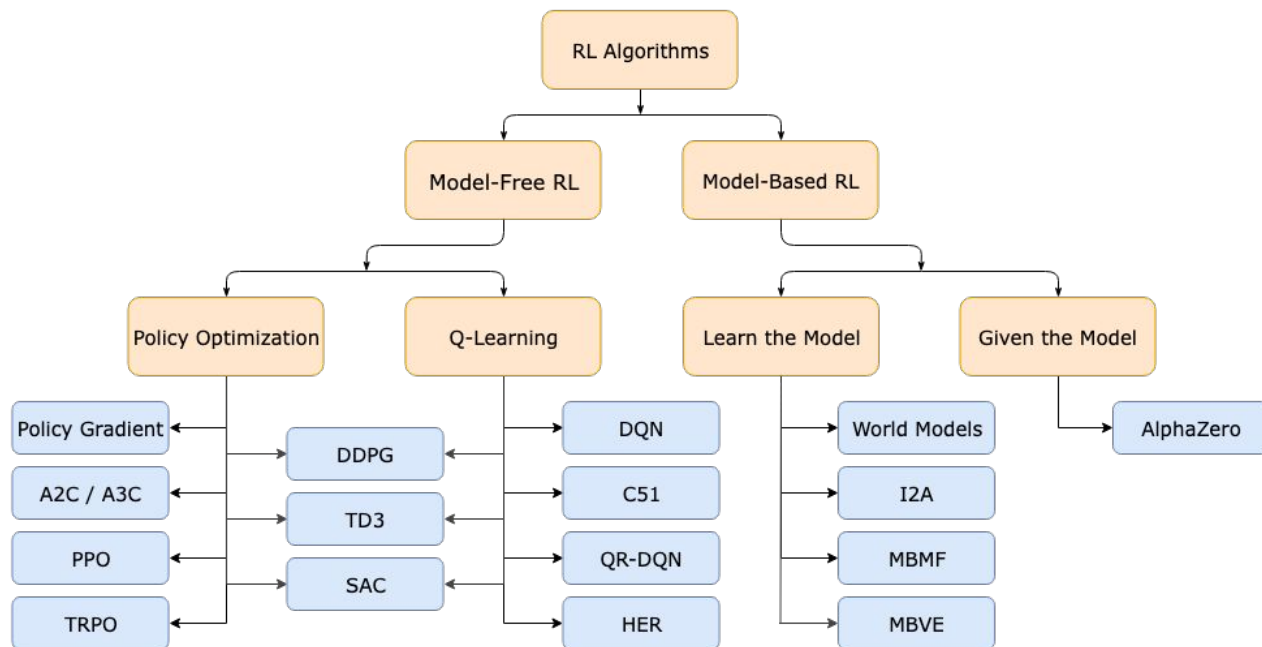 RL Algorithms
Model-Free RL
Model-Based RL
Policy Optimization
Q-Learning
Learn the Model
Given the Model
Policy Gradient
DQN
World Models
AlphaZero
DDPG
A2C / A3C
C51
I2A
TD3
PPO
QR-DQN
MBMF
SAC
TRPO
HER
MBVE